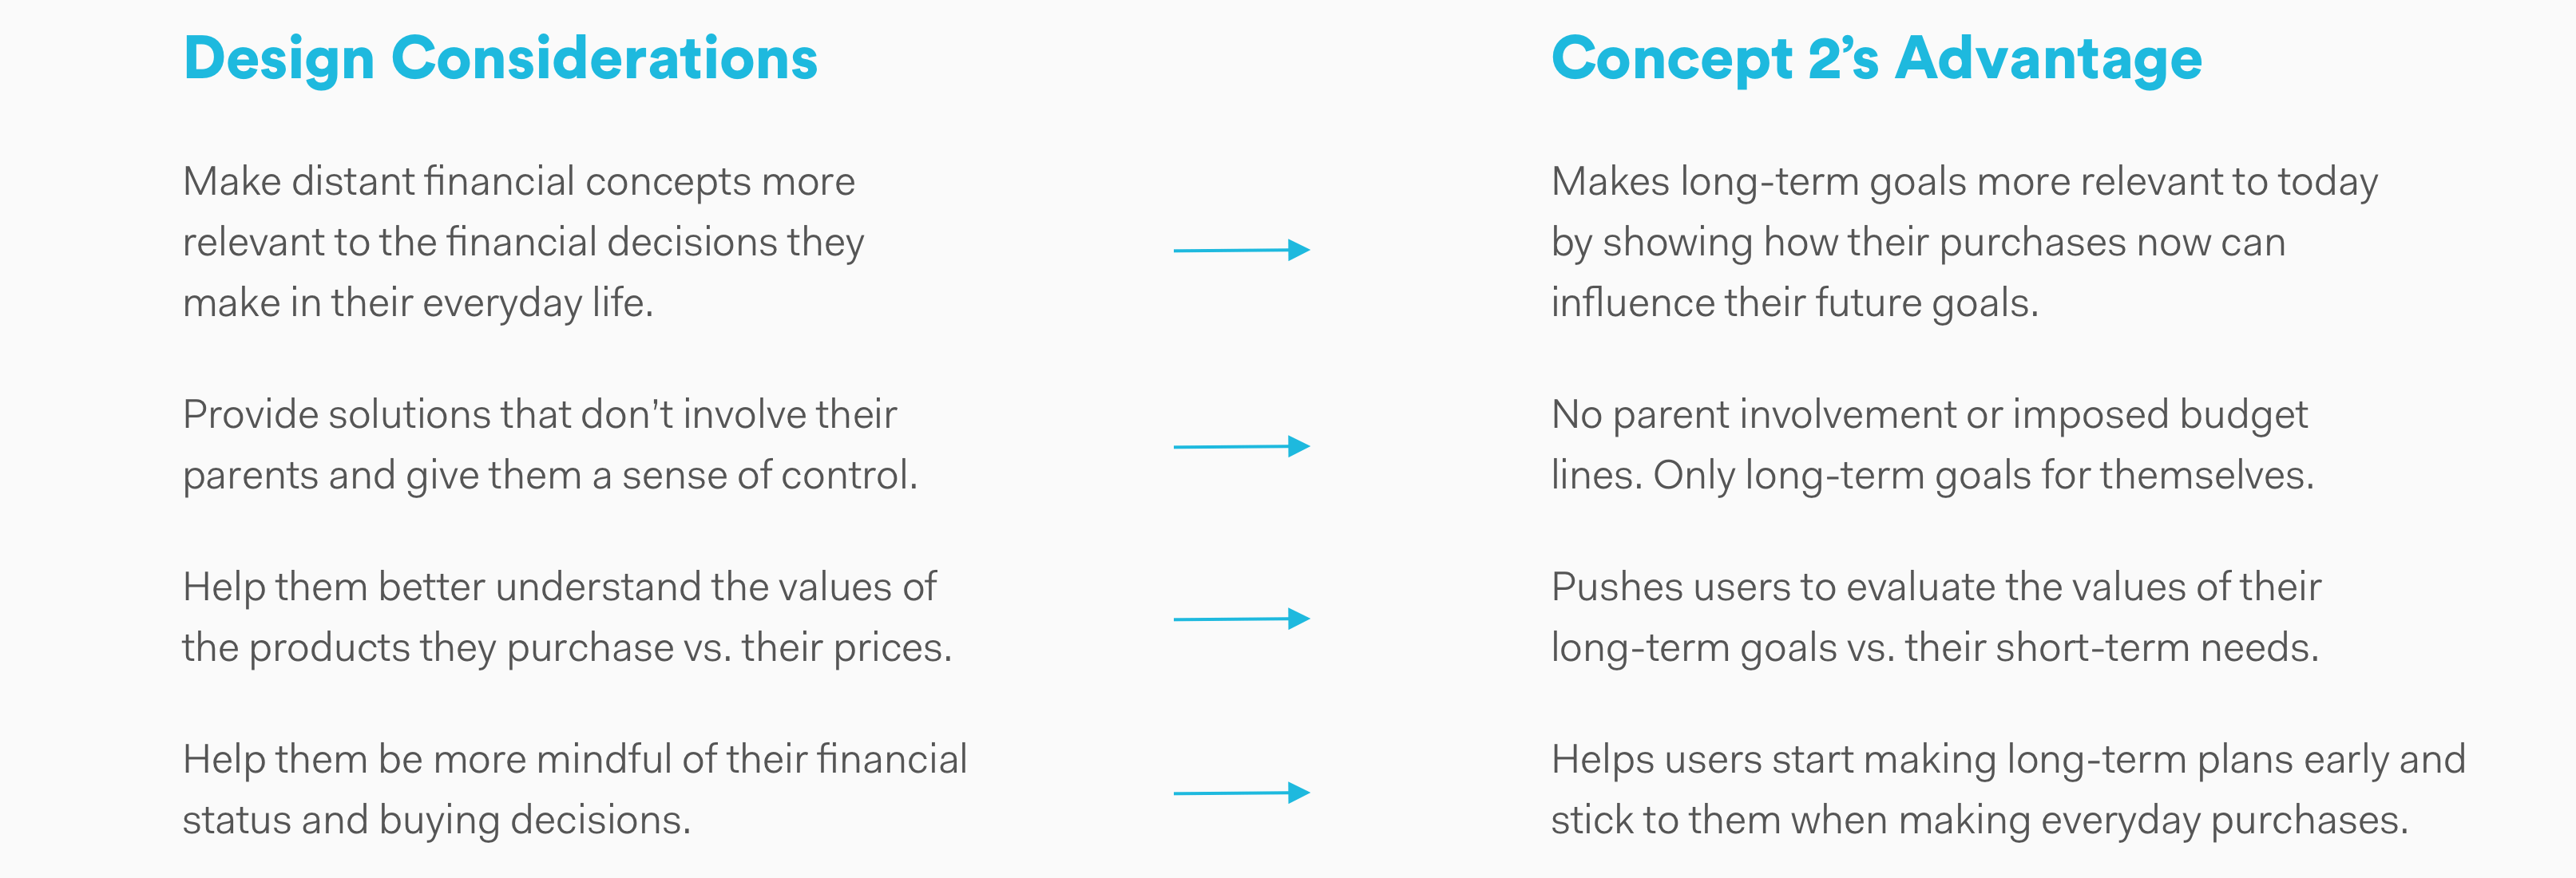 Design Considerations
Concept 2’s Advantage
Make distant financial concepts more
relevant to the financial decisions they
make in their everyday life.
Makes long-term goals more relevant to today
by showing how their purchases now can
influence their future goals.
Provide solutions that don’t involve their
parents and give them a sense of control.
No parent involvement or imposed budget
lines. Only long-term goals for themselves.
Help them better understand the values of
the products they purchase vs. their prices.
Pushes users to evaluate the values of their
long-term goals vs. their short-term needs.
Help them be more mindful of their financial
status and buying decisions.
Helps users start making long-term plans early and
stick to them when making everyday purchases.